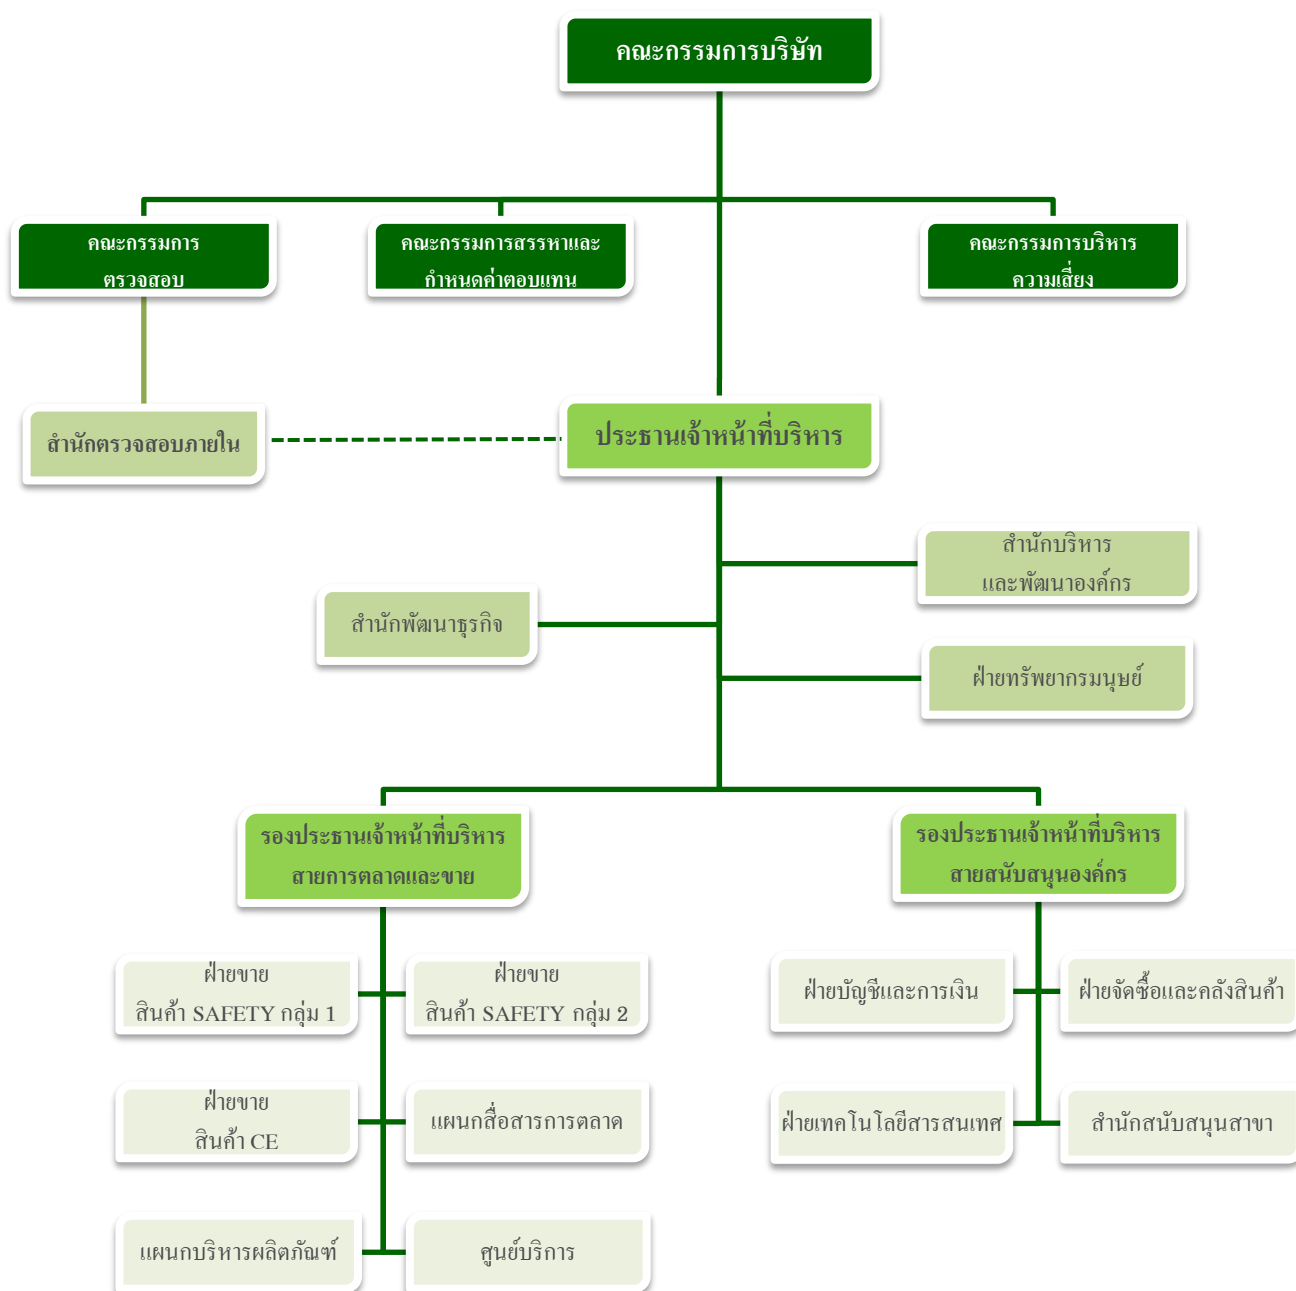 คณะกรรมการบริษัท
คณะกรรมการ
ตรวจสอบ
คณะกรรมการสรรหาและ
กำหนดค่าตอบแทน
คณะกรรมการบริหาร
ความเสี่ยง
สำนักตรวจสอบภายใน
ประธานเจ้าหน้าที่บริหาร
สำนักบริหาร
และพัฒนาองค์กร
สำนักพัฒนาธุรกิจ
ฝ่ายทรัพยากรมนุษย์
รองประธานเจ้าหน้าที่บริหาร
สายการตลาดและขาย
รองประธานเจ้าหน้าที่บริหาร
สายสนับสนุนองค์กร
ฝ่ายขาย
สินค้า SAFETY กลุ่ม 1
ฝ่ายขาย
สินค้า SAFETY กลุ่ม 2
ฝ่ายบัญชีและการเงิน
ฝ่ายจัดซื้อและคลังสินค้า
ฝ่ายขาย
สินค้า CE
แผนกสื่อสารการตลาด
ฝ่ายเทคโนโลยีสารสนเทศ
สำนักสนับสนุนสาขา
แผนกบริหารผลิตภัณฑ์
ศูนย์บริการ